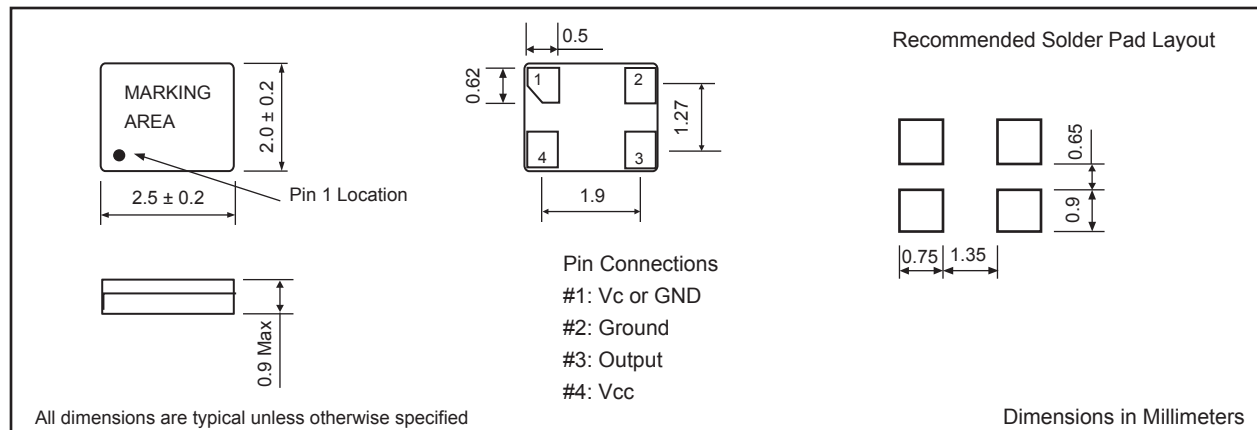 0.5
Recommended Solder Pad Layout
MARKING
AREA
2.0 ± 0.2
Pin 1 Location
2.5 ± 0.2
0.62
1
2
4
3
1.27
1.9
0.65
0.9
0.75
1.35
0.9 Max
Pin Connections
#1: Vc or GND
#2: Ground
#3: Output
#4: Vcc
All dimensions are typical unless otherwise specified
Dimensions in Millimeters